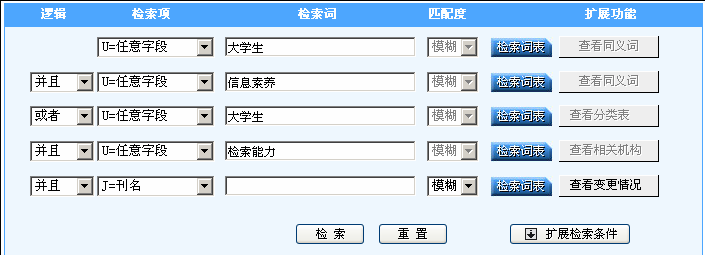 逻辑 检索项 检索词 匹配度 扩展功能
U=任意字段 大学生 模糊 检索词表 查看同义词
并且 U=任意字段 信息素养 模糊 检索词表 查看同义词
或者 U=任意字段 大学生 模糊 检索词表 查看分类表
并且 U=任意字段 检索能力 模糊 检索词表 查看相关机构
并且 J=刊名 模糊 检索词表 查看变更情况
检 索 重 置 扩展检索条件